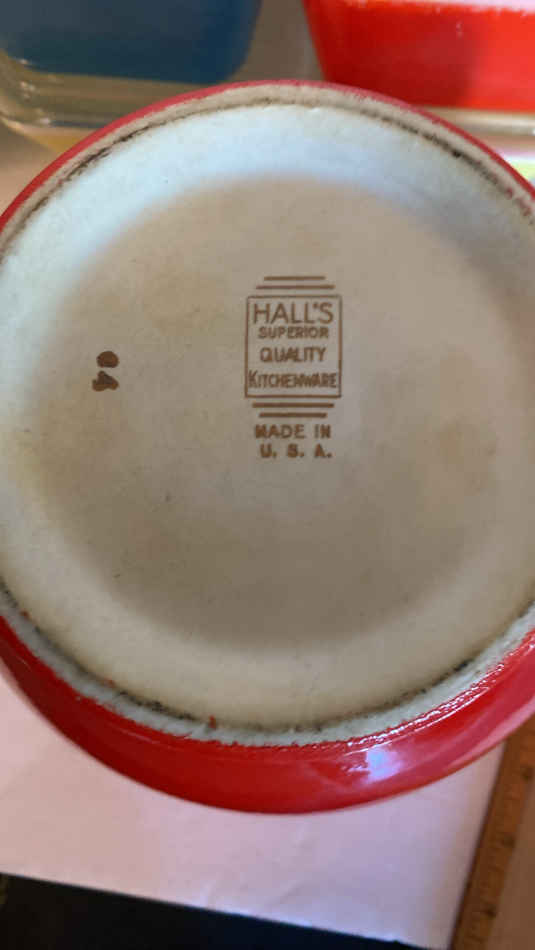 HALL'S
SUPERIOR
QUALITY
KITCHENWARE
MADE IN
U. S. A.